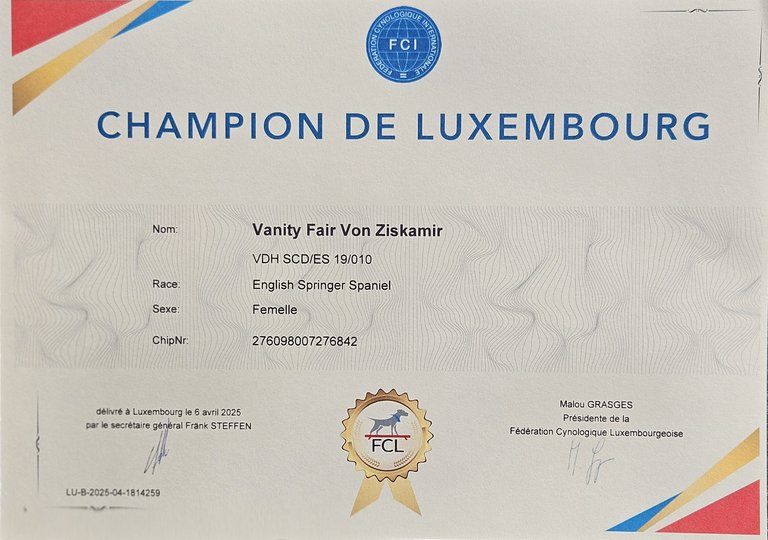 FEDERATION CYNOLOGIQUE INTERNATIONALE
FCI
CHAMPION DE LUXEMBOURG
Nom: Vanity Fair Von Ziskamir
VDH SCD/ES 19/010
Race: English Springer Spaniel
Sexe: Femelle
ChipNr: 276098007276842
délivré à Luxembourg le 6 avril 2025
par le secrétaire général Fränk STEFFEN
LU-B-2025-04-1814259
FCL
Malou GRASGES
Présidente de la
Fédération Cynologique Luxembourgeoise